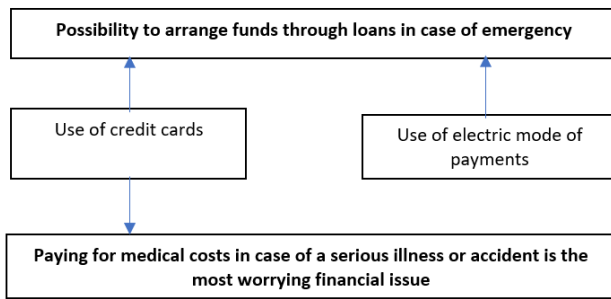 Possibility to arrange funds through loans in case of emergency
Use of credit cards
Use of electric mode of
payments
Paying for medical costs in case of a serious illness or accident is the
most worrying financial issue